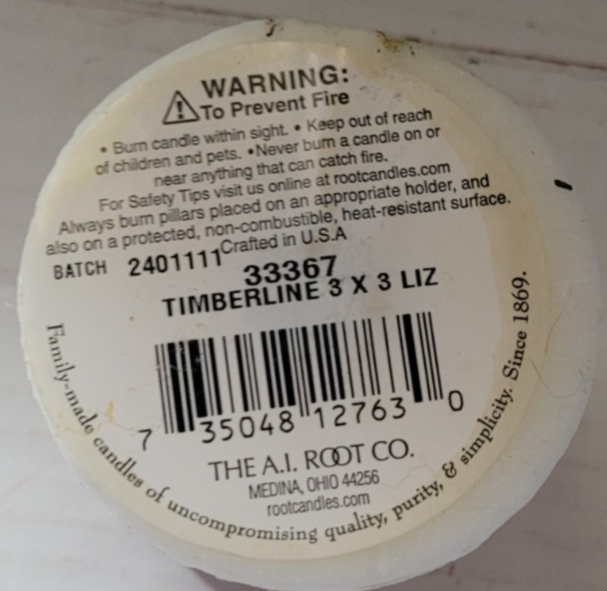 WARNING:
To Prevent Fire
• Burn candle within sight. • Keep out of reach
of children and pets. •Never burn a candle on or
near anything that can catch fire.
For Safety Tips visit us online at rootcandles.com
Always burn pillars placed on an appropriate holder, and
also on a protected, non-combustible, heat-resistant surface.
Crafted in U.S.A
BATCH 2401111
33367
TIMBERLINE 3 X 3 LIZ
7 35048 12763 0
THE A.I. ROOT CO.
MEDINA, OHIO 44256
rootcandles.com
Family-made candles of uncompromising quality, purity, & simplicity. Since 1869.